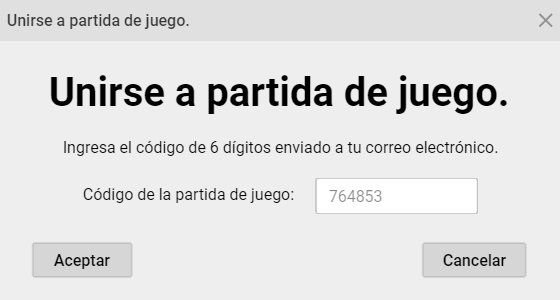 Unirse a partida de juego.
Unirse a partida de juego.
Ingresa el código de 6 dígitos enviado a tu correo electrónico.
Código de la partida de juego: 764853
Aceptar Cancelar